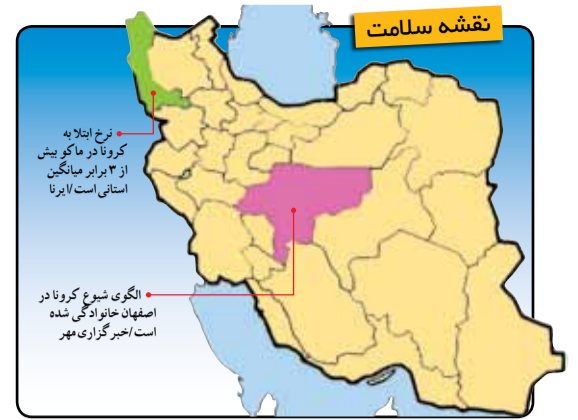 نقشه سلامت
نرخ ابتلا به
کرونا در ماکو بیش
از ۳ برابر میانگین
استانی است/ایرنا
الگوی شیوع کرونا در
اصفهان خانوادگی شده
است/خبرگزاری مهر